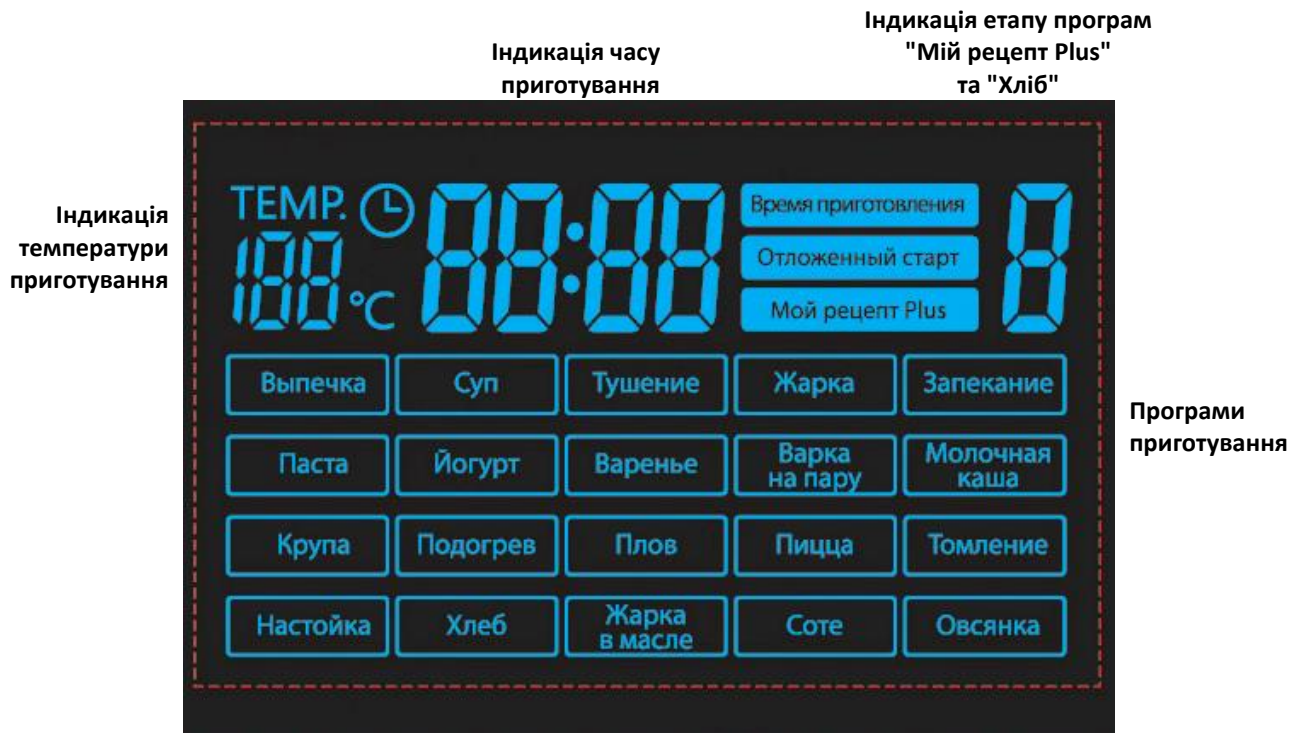 Індикація етапу програм
"Мій рецепт Plus"
та "Хліб"
Індикація часу
приготування
Індикація
температури
приготування
TEMP.
188 °C
88:88
Время приготовления
Отложенный старт
Мой рецепт Plus
8
Выпечка
Суп
Тушение
Жарка
Запекание
Паста
Йогурт
Варенье
Варка
на пару
Молочная
каша
Крупа
Подогрев
Плов
Пицца
Томление
Настойка
Хлеб
Жарка
в масле
Соте
Овсянка
Програми
приготування